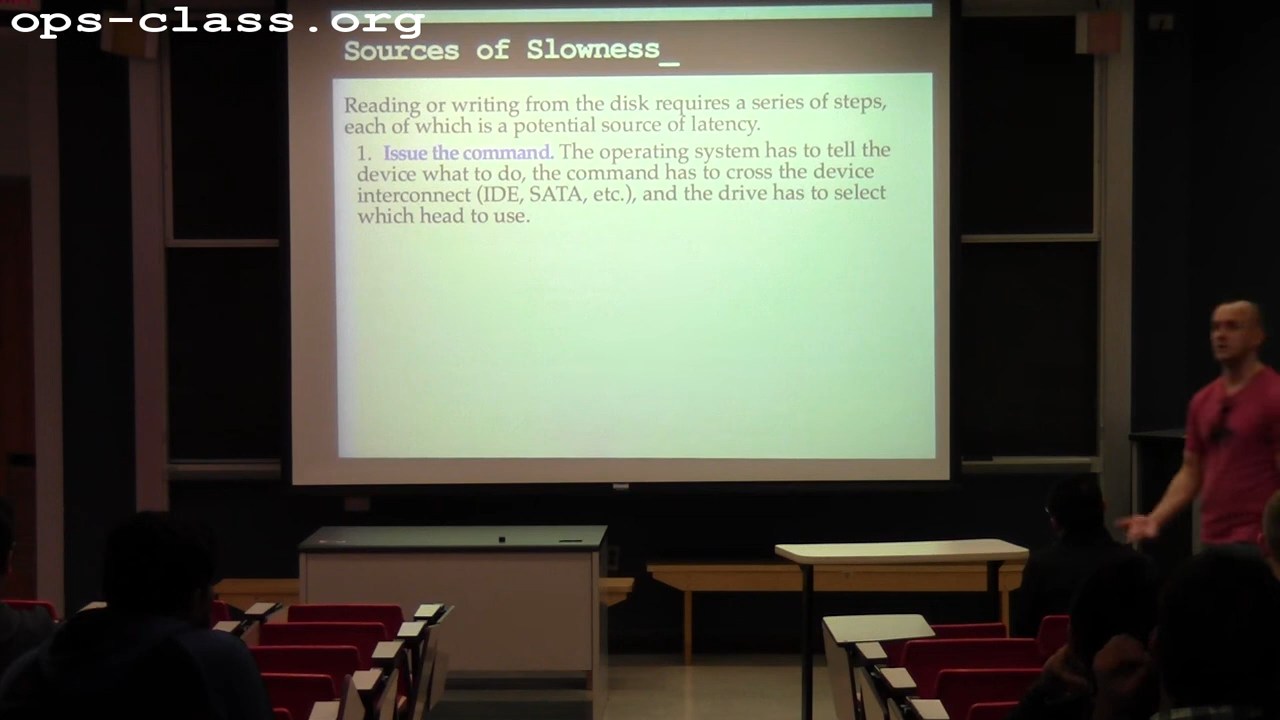 ops-class.org
Sources of Slowness_
Reading or writing from the disk requires a series of steps,
each of which is a potential source of latency.
1. Issue the command. The operating system has to tell the
device what to do, the command has to cross the device
interconnect (IDE, SATA, etc.), and the drive has to select
which head to use.